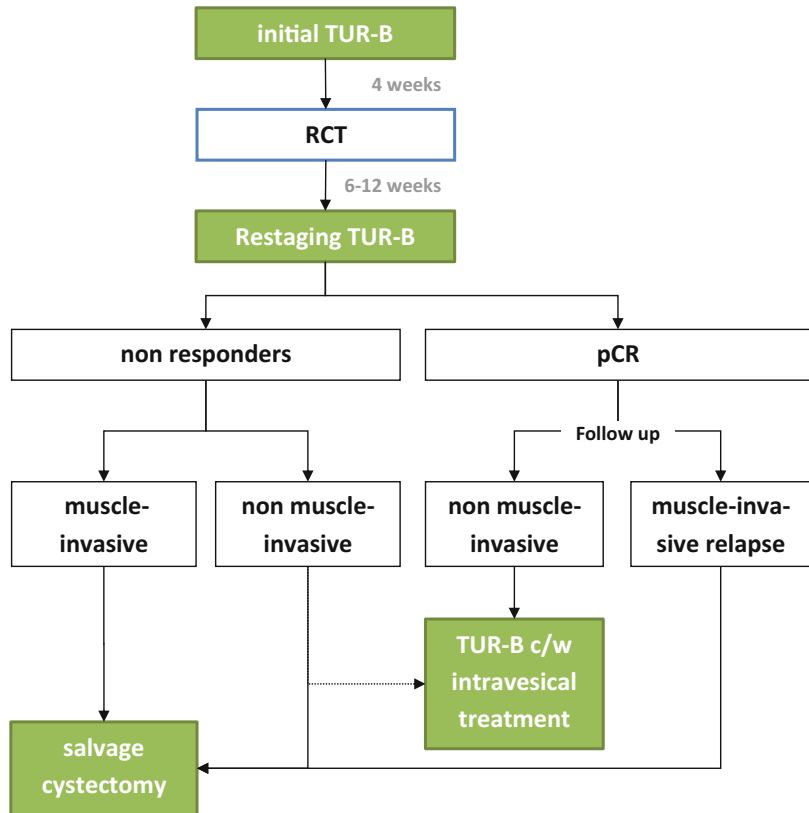 initial TUR-B
4 weeks
RCT
6-12 weeks
Restaging TUR-B
non responders
pCR
Follow up
muscle-
invasive
non muscle-
invasive
non muscle-
invasive
muscle-inva-
sive relapse
TUR-B c/w
intravesical
treatment
salvage
cystectomy